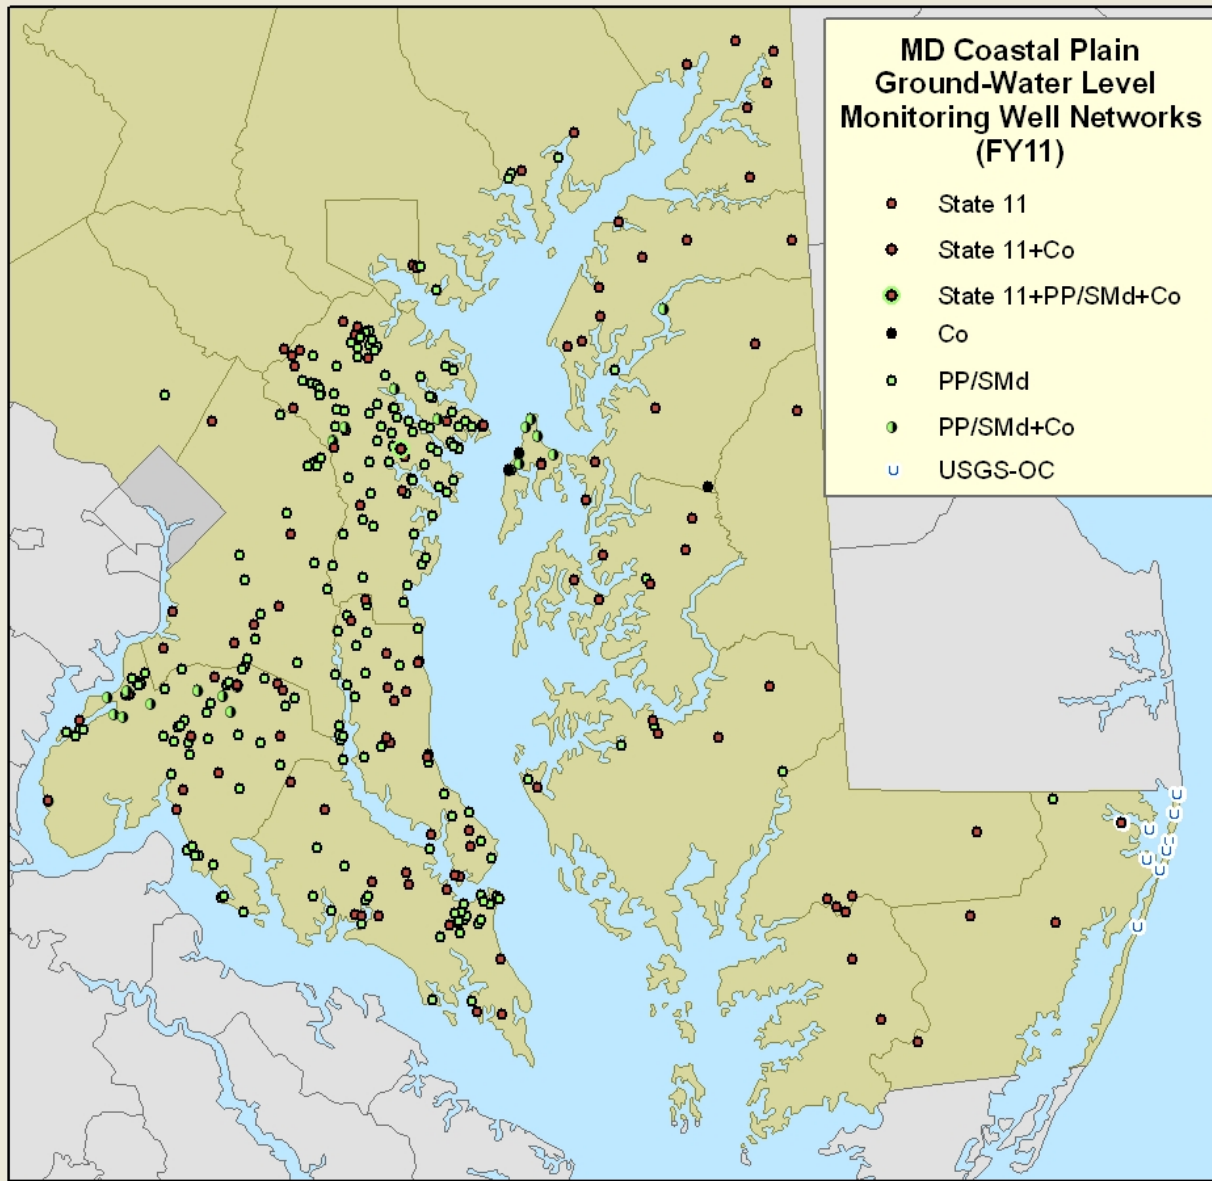 MD Coastal Plain
Ground-Water Level
Monitoring Well Networks
(FY11)
State 11
State 11+Co
State 11+PP/SMd+Co
Co
PP/SMd
PP/SMd+Co
USGS-OC